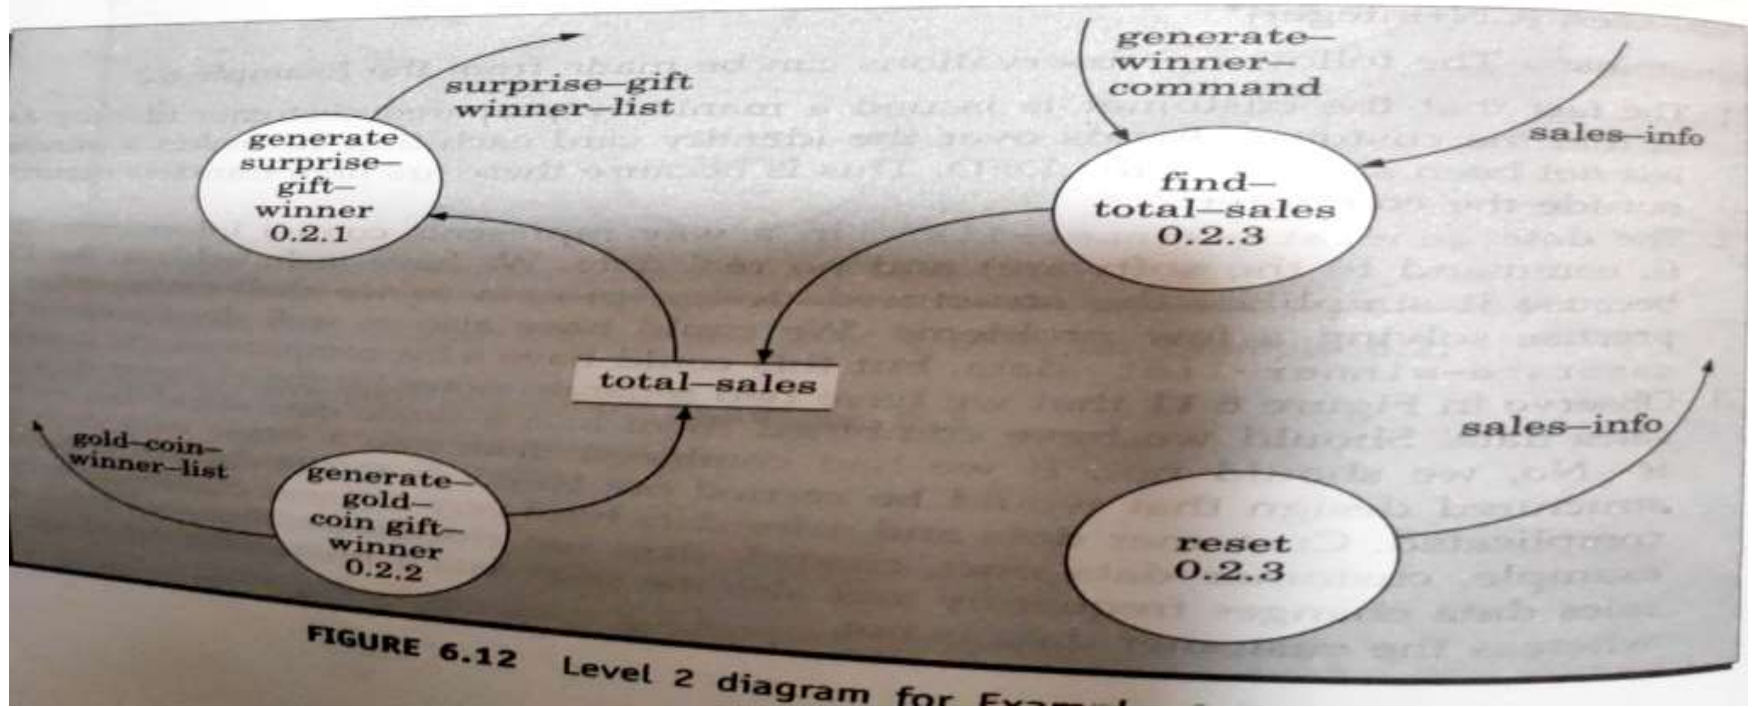 surprise–gift
winner–list
generate
surprise–
gift–
winner
0.2.1
generate–
winner–
command
sales–info
find–
total–sales
0.2.3
total–sales
gold–coin–
winner–list
generate–
gold–
coin gift–
winner
0.2.2
sales–info
reset
0.2.3
FIGURE 6.12 Level 2 diagram for